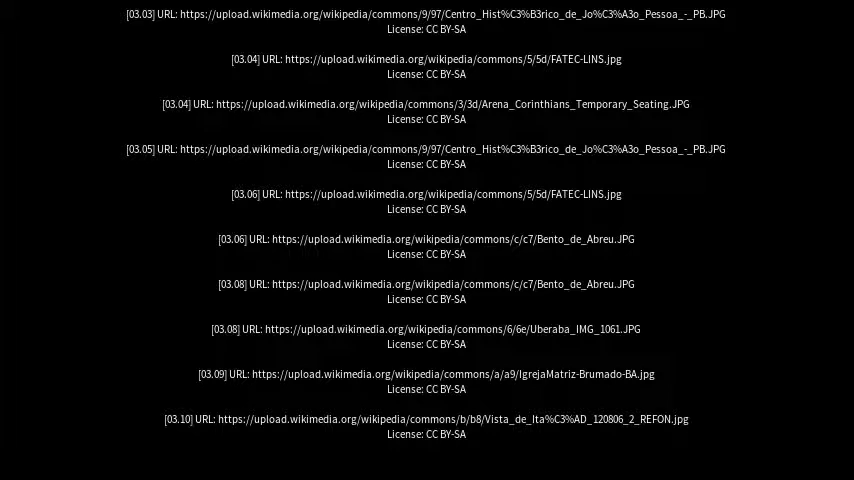 [03.03] URL: https://upload.wikimedia.org/wikipedia/commons/9/97/Centro_Hist%C3%B3rico_de_Jo%C3%A3o_Pessoa_-_PB.JPG
License: CC BY-SA
[03.04] URL: https://upload.wikimedia.org/wikipedia/commons/5/5d/FATEC-LINS.jpg
License: CC BY-SA
[03.04] URL: https://upload.wikimedia.org/wikipedia/commons/3/3d/Arena_Corinthians_Temporary_Seating.JPG
License: CC BY-SA
[03.05] URL: https://upload.wikimedia.org/wikipedia/commons/9/97/Centro_Hist%C3%B3rico_de_Jo%C3%A3o_Pessoa_-_PB.JPG
License: CC BY-SA
[03.06] URL: https://upload.wikimedia.org/wikipedia/commons/5/5d/FATEC-LINS.jpg
License: CC BY-SA
[03.06] URL: https://upload.wikimedia.org/wikipedia/commons/c/c7/Bento_de_Abreu.JPG
License: CC BY-SA
[03.08] URL: https://upload.wikimedia.org/wikipedia/commons/c/c7/Bento_de_Abreu.JPG
License: CC BY-SA
[03.08] URL: https://upload.wikimedia.org/wikipedia/commons/6/6e/Uberaba_IMG_1061.JPG
License: CC BY-SA
[03.09] URL: https://upload.wikimedia.org/wikipedia/commons/a/a9/IgrejaMatriz-Brumado-BA.jpg
License: CC BY-SA
[03.10] URL: https://upload.wikimedia.org/wikipedia/commons/b/b8/Vista_de_Ita%C3%AD_120806_2_REFON.jpg
License: CC BY-SA